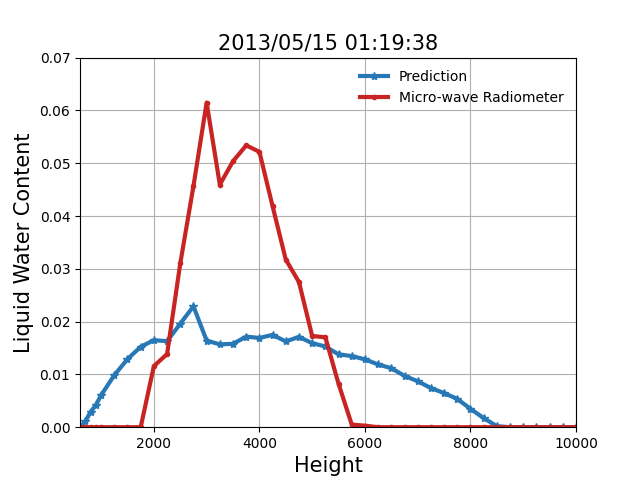 2013/05/15 01:19:38
0.07
0.06
0.05
0.04
0.03
0.02
0.01
0.00
Liquid Water Content
Prediction
Micro-wave Radiometer
2000 4000 6000 8000 10000
Height